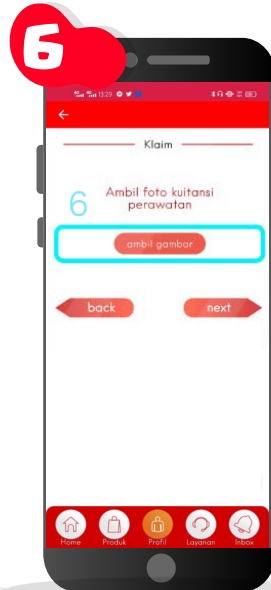 6
13:29
Klaim
6
Ambil foto kuitansi
perawatan
ambil gambar
back
next
Home
Produk
Profil
Layanan
Inbox